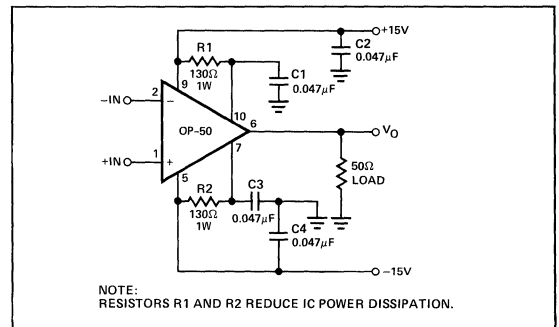 +15V
R1
130Ω
1W
C1
0.047μF
C2
0.047μF
9
−IN
2
−
10
6
OP-50
VO
7
+IN
1
+
5
50Ω
LOAD
R2
130Ω
1W
C3
0.047μF
C4
0.047μF
−15V
NOTE:
RESISTORS R1 AND R2 REDUCE IC POWER DISSIPATION.